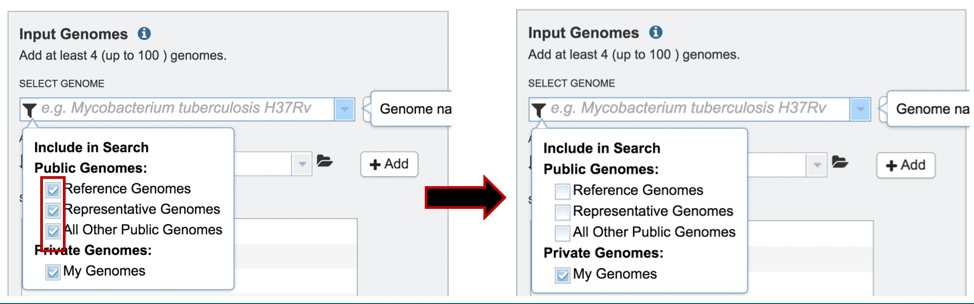 Input Genomes
Add at least 4 (up to 100 ) genomes.
SELECT GENOME
e.g. Mycobacterium tuberculosis H37Rv
Genome na
Include in Search
Public Genomes:
+ Add
Reference Genomes
Representative Genomes
All Other Public Genomes
Private Genomes:
My Genomes
Input Genomes
Add at least 4 (up to 100 ) genomes.
SELECT GENOME
e.g. Mycobacterium tuberculosis H37Rv
Genome na
Include in Search
Public Genomes:
+ Add
Reference Genomes
Representative Genomes
All Other Public Genomes
Private Genomes:
My Genomes